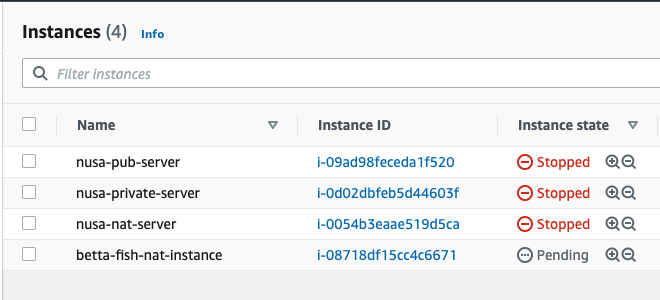 Instances (4) Info
Filter instances
Name Instance ID Instance state
nusa-pub-server i-09ad98feceda1f520 Stopped
nusa-private-server i-0d02dbfeb5d44603f Stopped
nusa-nat-server i-0054b3eaae519d5ca Stopped
betta-fish-nat-instance i-08718df15cc4c6671 Pending